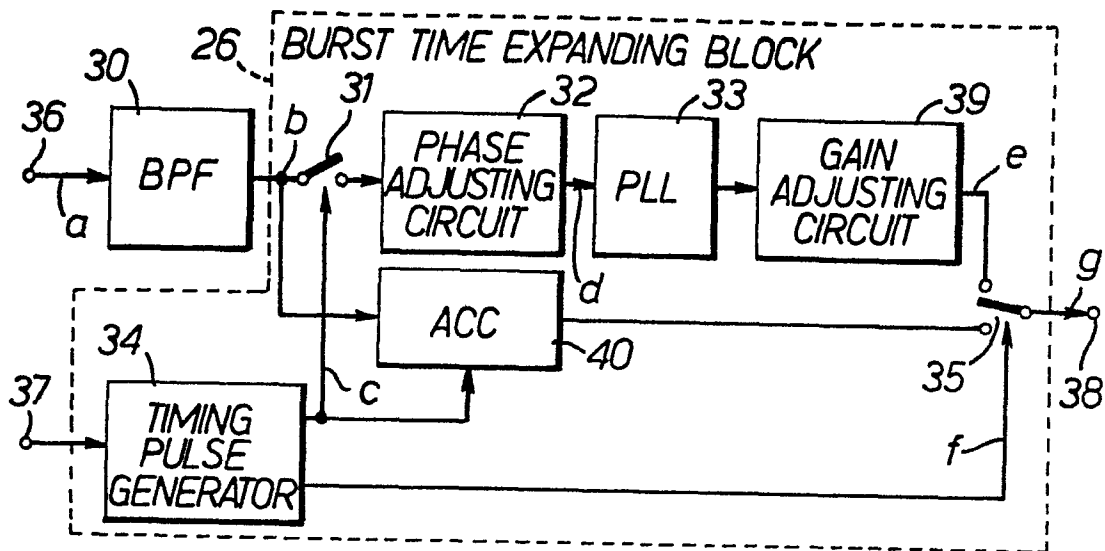 26
BURST TIME EXPANDING BLOCK
30
31
32
33
39
36
BPF
b
PHASE
ADJUSTING
CIRCUIT
PLL
GAIN
ADJUSTING
CIRCUIT
e
a
d
g
ACC
40
35
38
34
c
37
TIMING
PULSE
GENERATOR
f